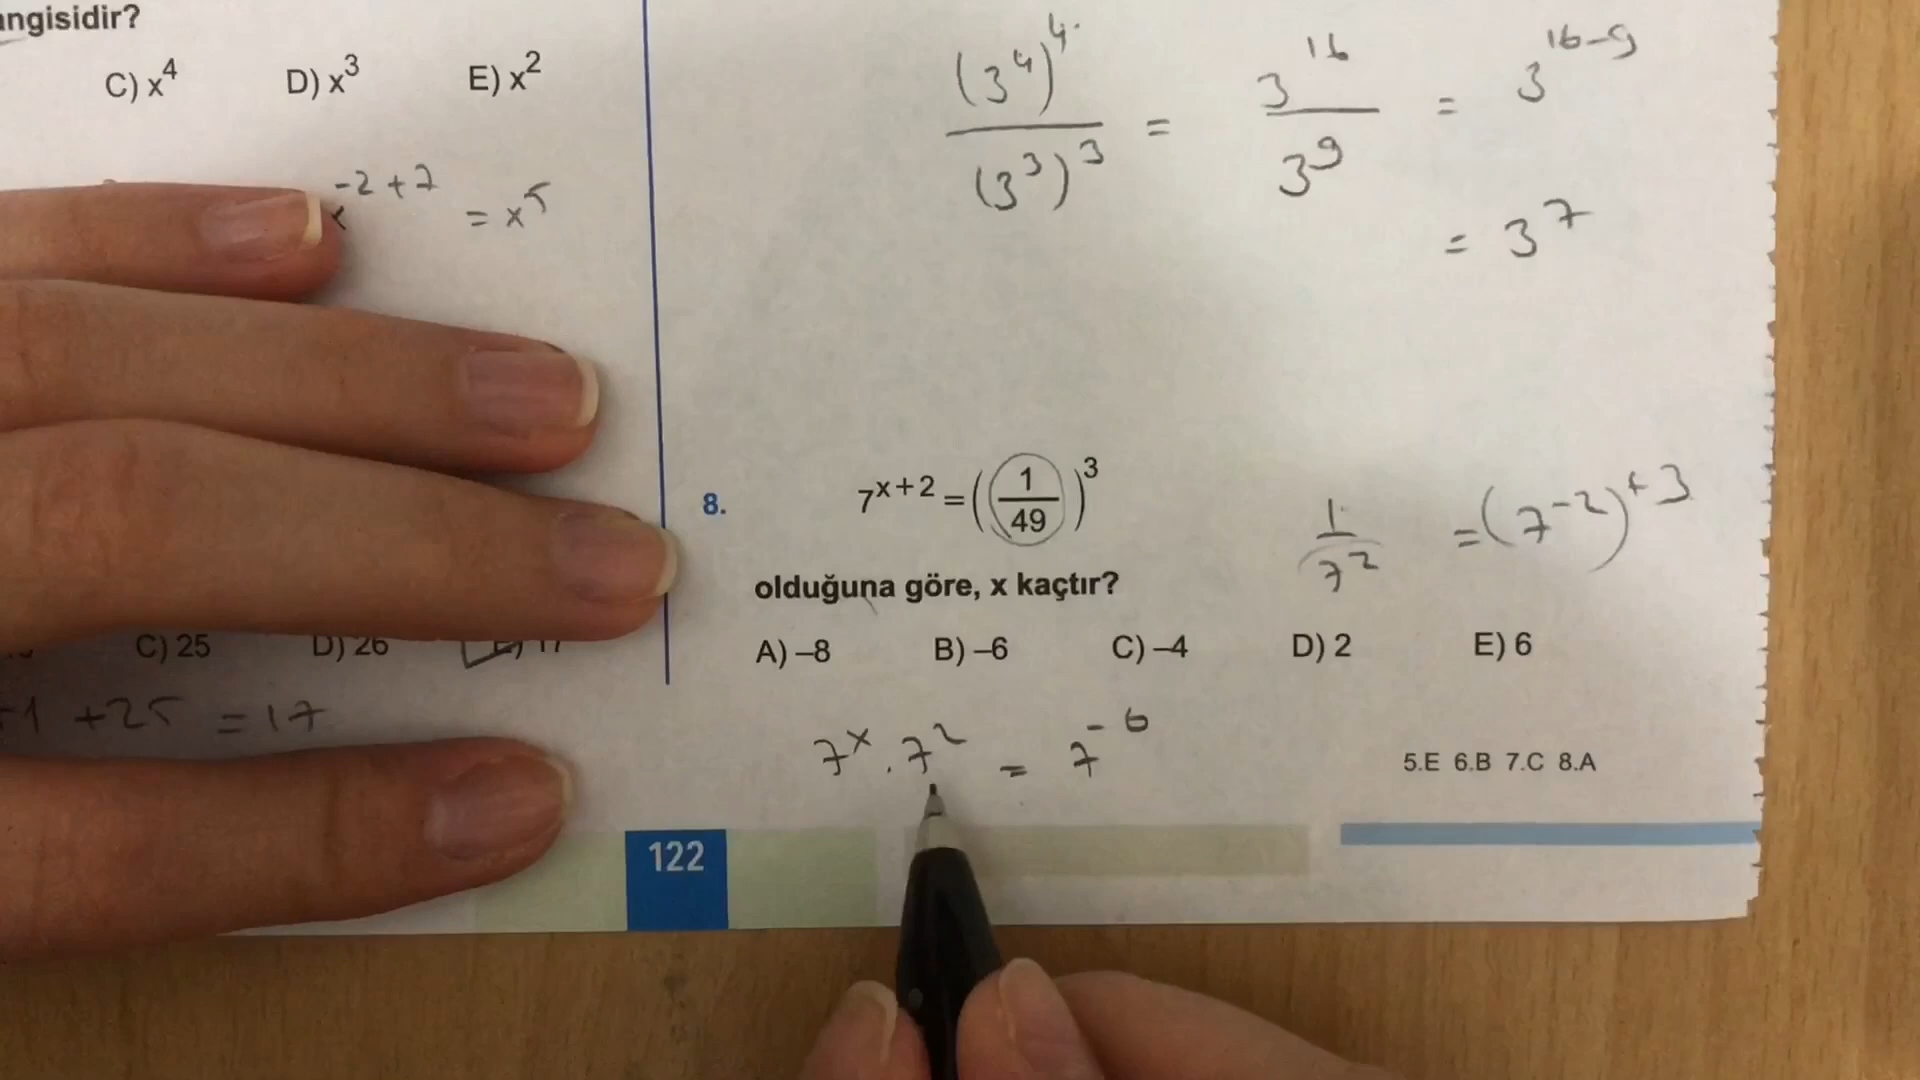 ngisidir?
C) x⁴ D) x³ E) x²
⁻²⁺⁷ = x⁵
C) 25 D) 26 E) 17
+25 = 17
(3⁴)⁴ / (3³)³ = 3¹⁶ / 3⁹ = 3¹⁶⁻⁹
= 3⁷
8. 7ˣ⁺² = (1/49)³
1/7² = (7⁻²)⁺³
olduğuna göre, x kaçtır?
A) –8 B) –6 C) –4 D) 2 E) 6
7ˣ . 7² = 7⁻⁶
5.E 6.B 7.C 8.A
122